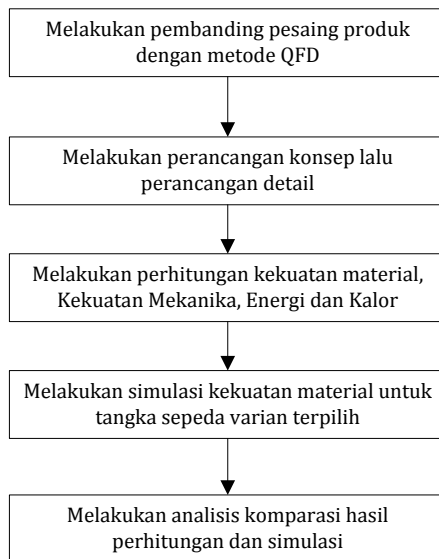 Melakukan pembanding pesaing produk
dengan metode QFD
Melakukan perancangan konsep lalu
perancangan detail
Melakukan perhitungan kekuatan material,
Kekuatan Mekanika, Energi dan Kalor
Melakukan simulasi kekuatan material untuk
tangka sepeda varian terpilih
Melakukan analisis komparasi hasil
perhitungan dan simulasi